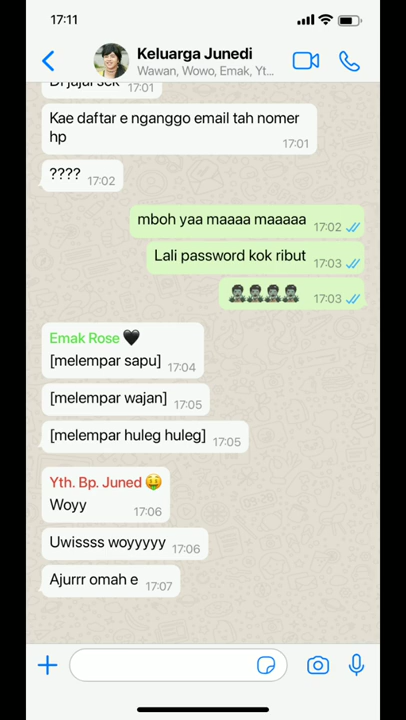 17:11
Keluarga Junedi
Wawan, Wowo, Emak, Yt...
Di jajal sek 17:01
Kae daftar e nganggo email tah nomer
hp 17:01
???? 17:02
mboh yaa maaaa maaaaa 17:02
Lali password kok ribut 17:03
17:03
Emak Rose
[melempar sapu] 17:04
[melempar wajan] 17:05
[melempar huleg huleg] 17:05
Yth. Bp. Juned
Woyy 17:06
Uwissss woyyyyy 17:06
Ajurrr omah e 17:07